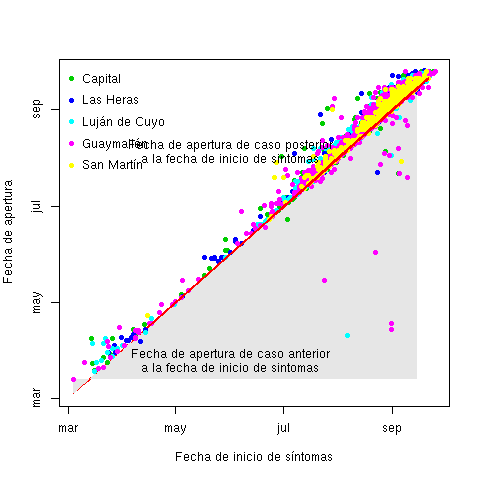 Capital
Las Heras
Luján de Cuyo
Guaymallén
San Martín
Fecha de apertura de caso posterior
a la fecha de inicio de síntomas
Fecha de apertura de caso anterior
a la fecha de inicio de síntomas
Fecha de apertura
mar
may
jul
sep
mar
may
jul
sep
Fecha de inicio de síntomas